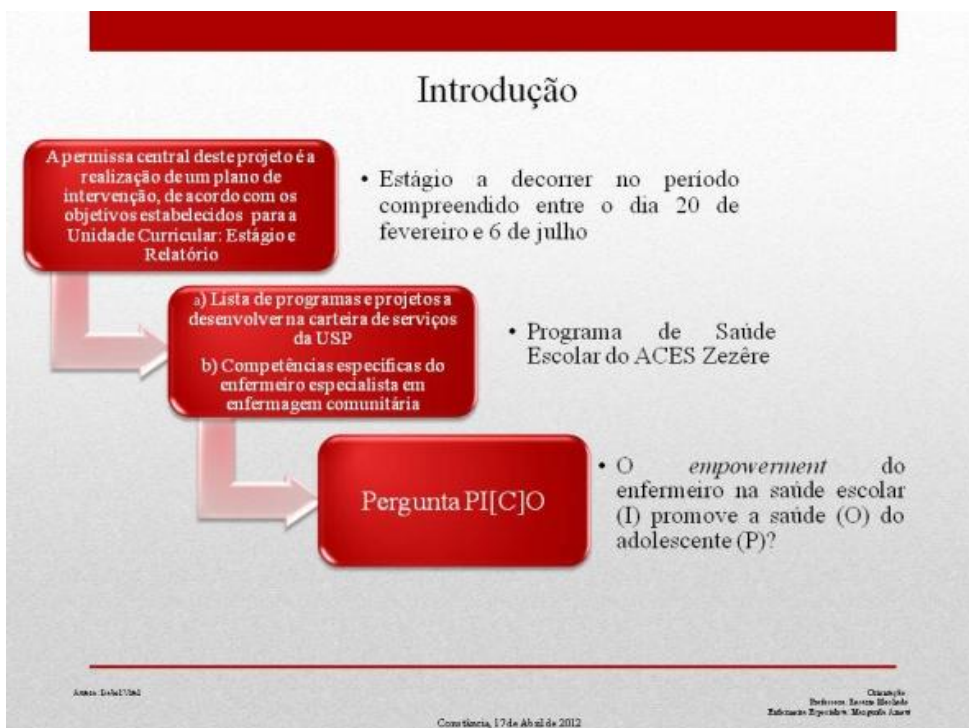 Introdução
A permissa central deste projeto é a
realização de um plano de
intervenção, de acordo com os
objetivos estabelecidos para a
Unidade Curricular: Estágio e
Relatório
• Estágio a decorrer no período
compreendido entre o dia 20 de
fevereiro e 6 de julho
a) Lista de programas e projetos a
desenvolver na carteira de serviços
da USP
b) Competências especificas do
enfermeiro especialista em
enfermagem comunitária
• Programa de Saúde
Escolar do ACES Zezêre
Pergunta PI[C]O
• O empowerment do
enfermeiro na saúde escolar
(I) promove a saúde (O) do
adolescente (P)?
Orientação
Constância, 17 de Abril de 2012